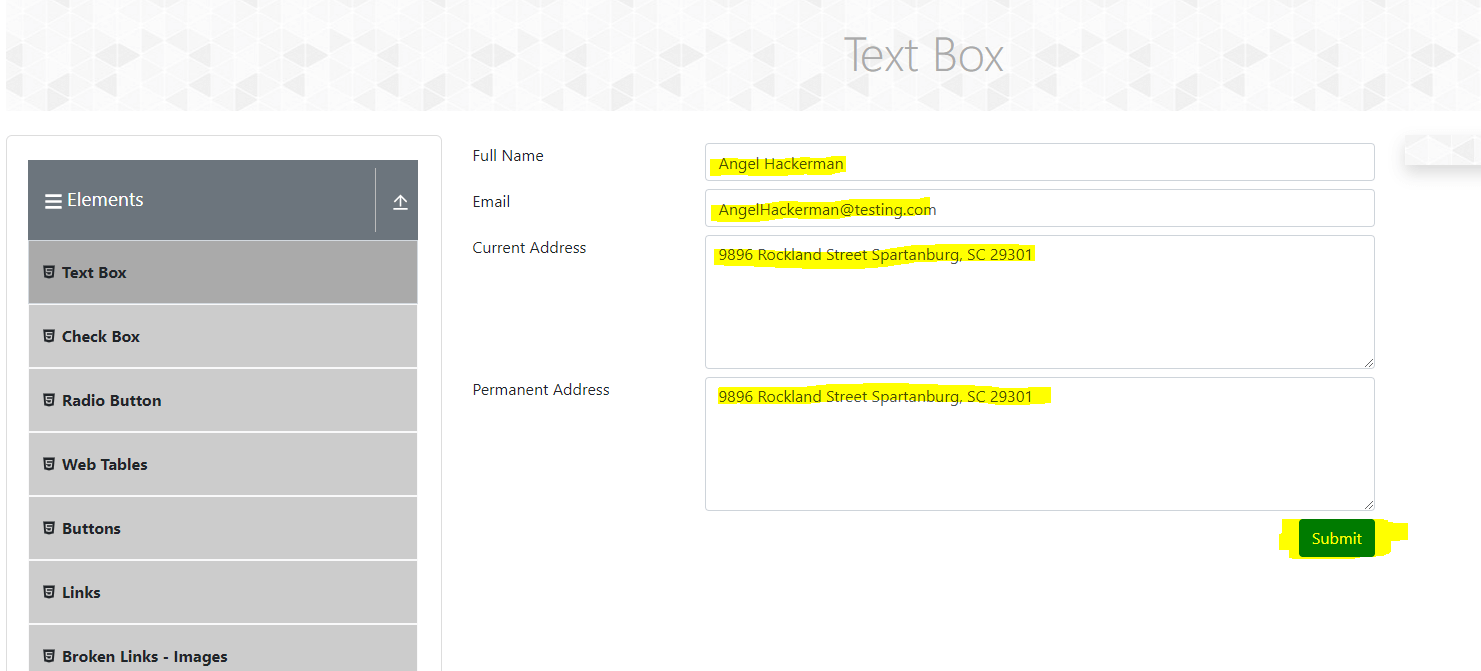 Text Box
Elements
Text Box
Check Box
Radio Button
Web Tables
Buttons
Links
Broken Links - Images
Full Name
Angel Hackerman
Email
AngelHackerman@testing.com
Current Address
9896 Rockland Street Spartanburg, SC 29301
Permanent Address
9896 Rockland Street Spartanburg, SC 29301
Submit